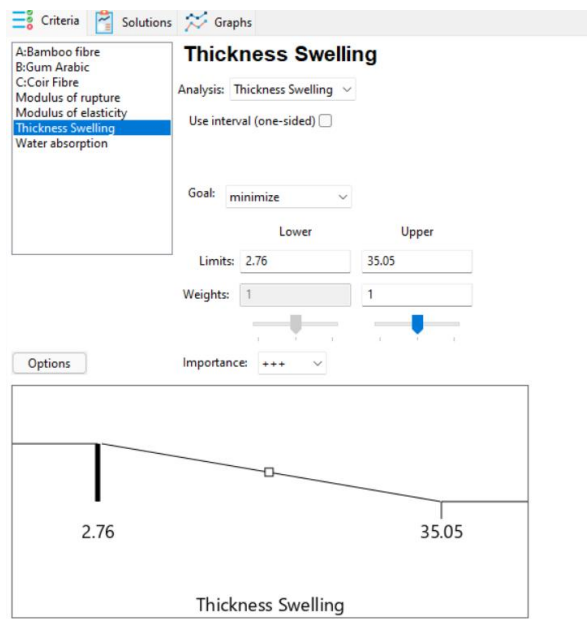 Criteria Solutions Graphs
A:Bamboo fibre
B:Gum Arabic
C:Coir Fibre
Modulus of rupture
Modulus of elasticity
Thickness Swelling
Water absorption
Thickness Swelling
Analysis: Thickness Swelling
Use interval (one-sided)
Goal: minimize
Lower Upper
Limits: 2.76 35.05
Weights: 1 1
Options
Importance: +++
2.76 35.05
Thickness Swelling